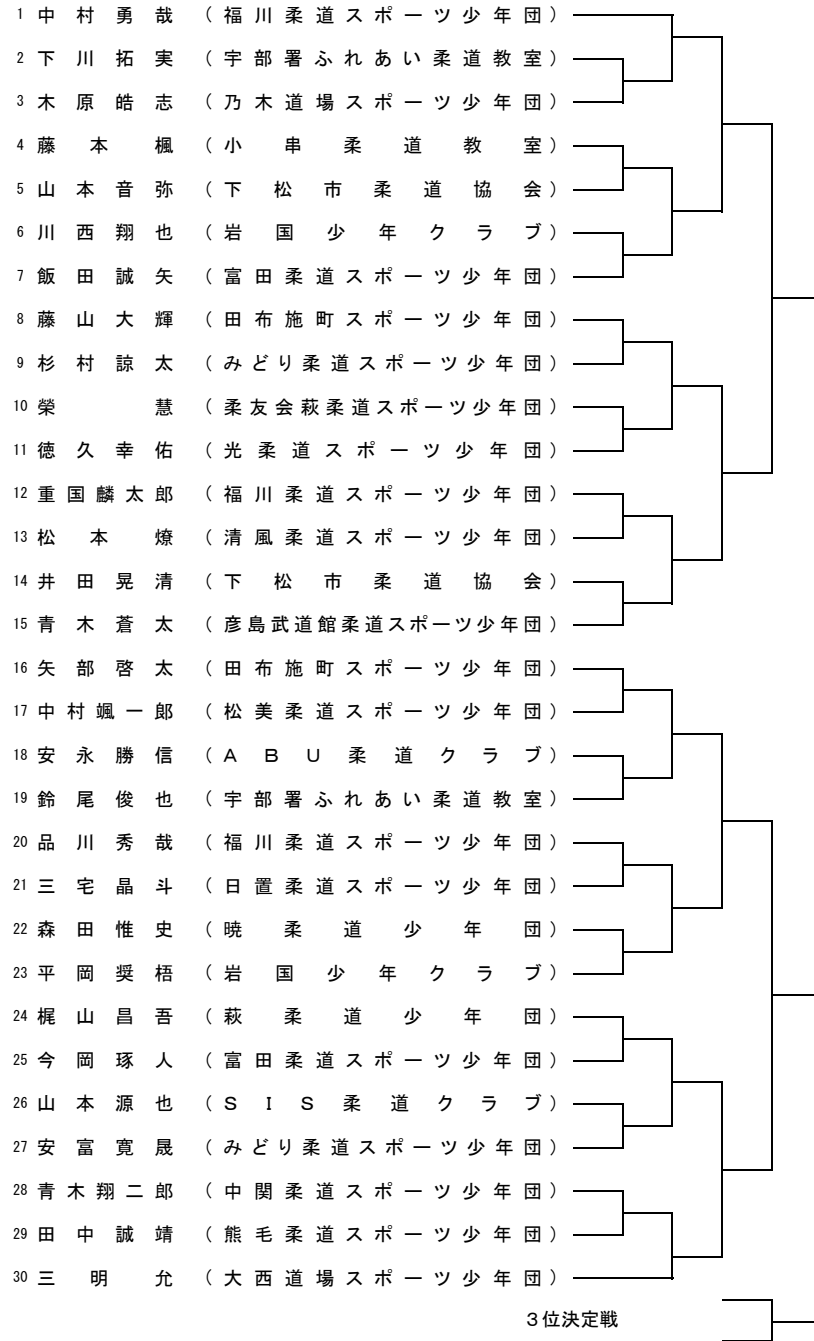 1 中村勇哉 （福川柔道スポーツ少年団）
2 下川拓実 （宇部署ふれあい柔道教室）
3 木原皓志 （乃木道場スポーツ少年団）
4 藤本楓 （小串柔道教室）
5 山本音弥 （下松市柔道協会）
6 川西翔也 （岩国少年クラブ）
7 飯田誠矢 （富田柔道スポーツ少年団）
8 藤山大輝 （田布施町スポーツ少年団）
9 杉村諒太 （みどり柔道スポーツ少年団）
10 榮慧 （柔友会萩柔道スポーツ少年団）
11 徳久幸佑 （光柔道スポーツ少年団）
12 重国麟太郎 （福川柔道スポーツ少年団）
13 松本燎 （清風柔道スポーツ少年団）
14 井田晃清 （下松市柔道協会）
15 青木蒼太 （彦島武道館柔道スポーツ少年団）
16 矢部啓太 （田布施町スポーツ少年団）
17 中村颯一郎 （松美柔道スポーツ少年団）
18 安永勝信 （ＡＢＵ柔道クラブ）
19 鈴尾俊也 （宇部署ふれあい柔道教室）
20 品川秀哉 （福川柔道スポーツ少年団）
21 三宅晶斗 （日置柔道スポーツ少年団）
22 森田惟史 （暁柔道少年団）
23 平岡奨梧 （岩国少年クラブ）
24 梶山昌吾 （萩柔道少年団）
25 今岡琢人 （富田柔道スポーツ少年団）
26 山本源也 （ＳＩＳ柔道クラブ）
27 安富寛晟 （みどり柔道スポーツ少年団）
28 青木翔二郎 （中関柔道スポーツ少年団）
29 田中誠靖 （熊毛柔道スポーツ少年団）
30 三明允 （大西道場スポーツ少年団）
３位決定戦